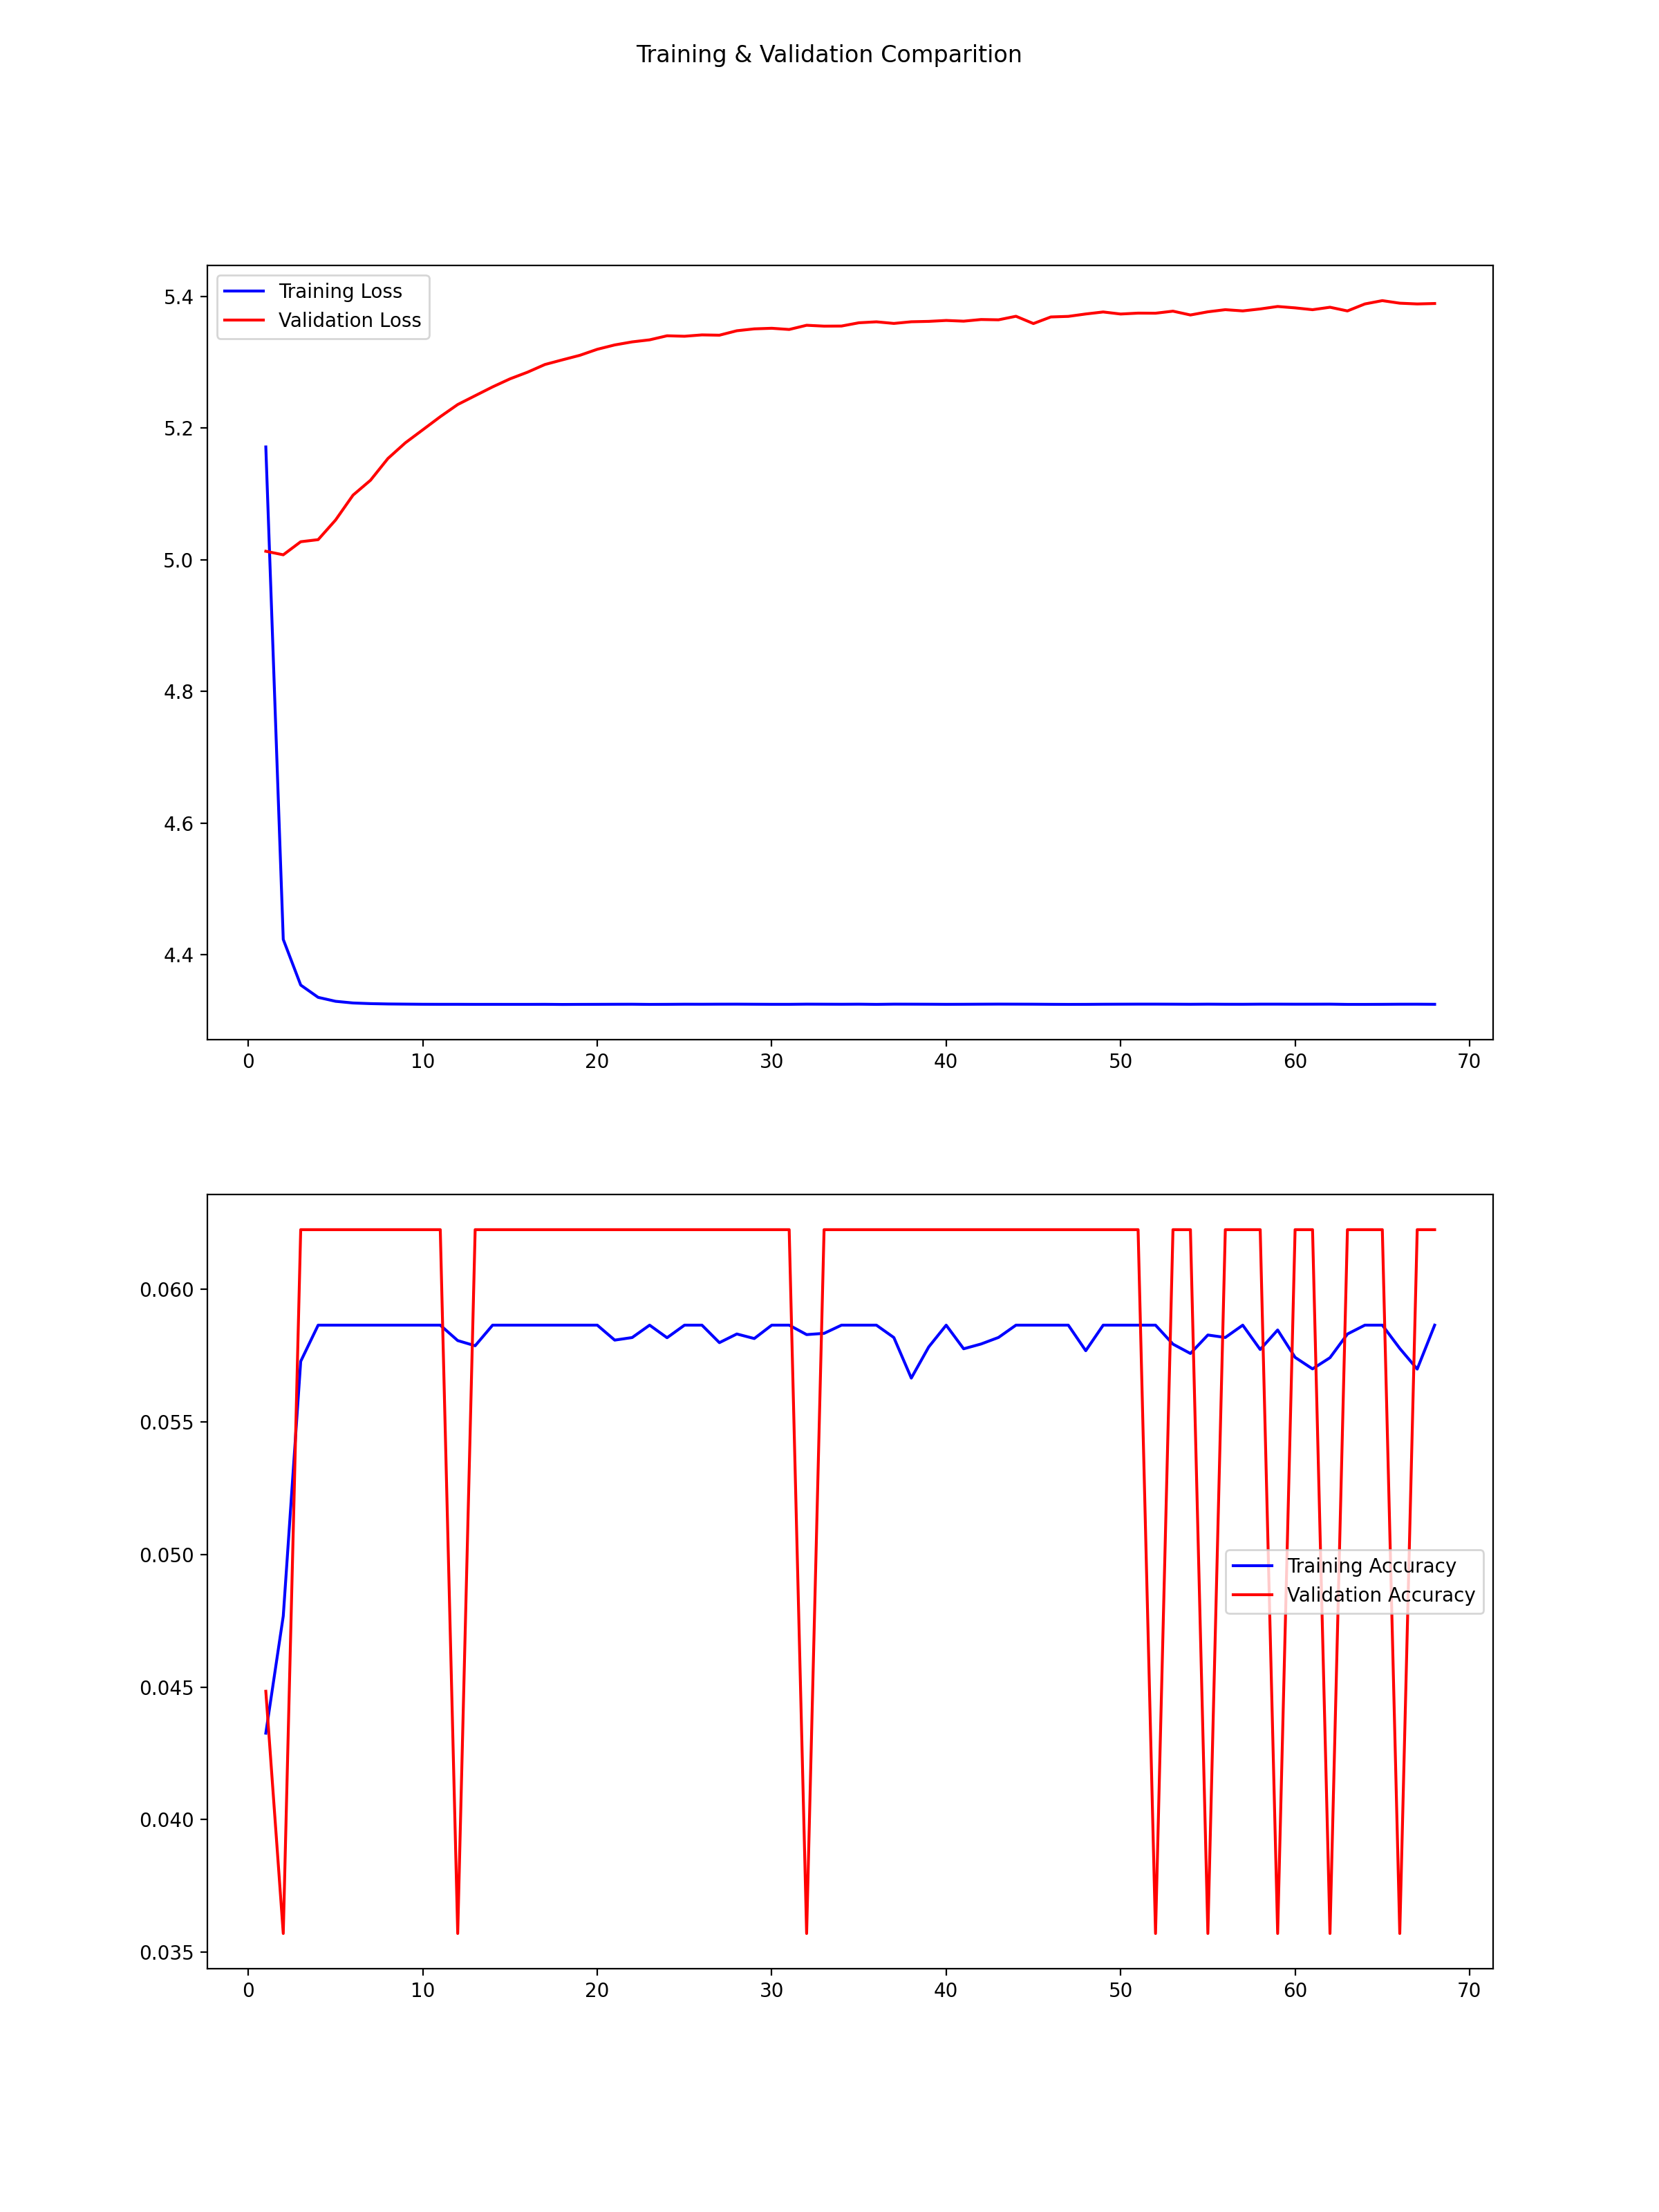 Training & Validation Comparition
Training Loss
Validation Loss
5.4
5.2
5.0
4.8
4.6
4.4
0 10 20 30 40 50 60 70
0.060
0.055
0.050
Training Accuracy
Validation Accuracy
0.045
0.040
0.035
0 10 20 30 40 50 60 70